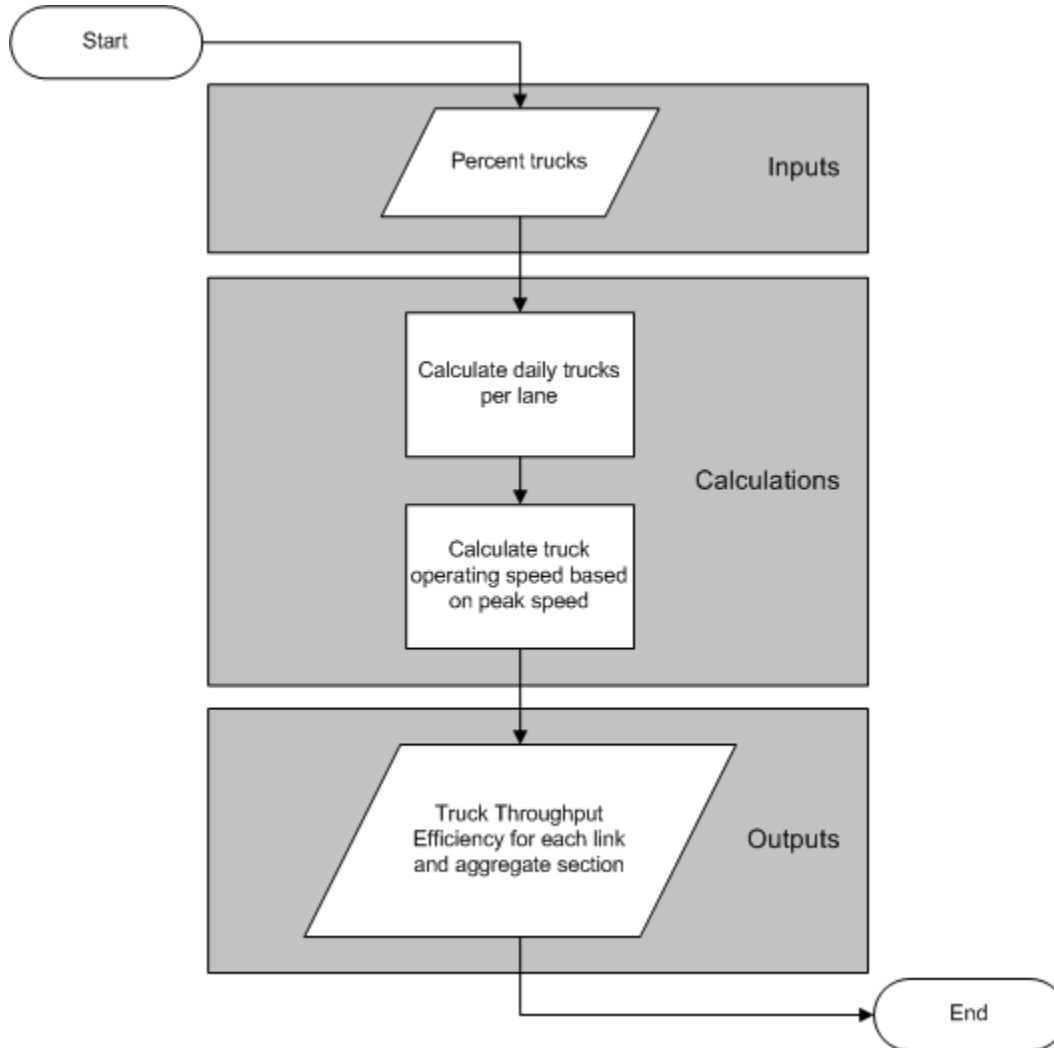 Start
Percent trucks
Inputs
Calculate daily trucks
per lane
Calculations
Calculate truck
operating speed based
on peak speed
Truck Throughput
Efficiency for each link
and aggregate section
Outputs
End